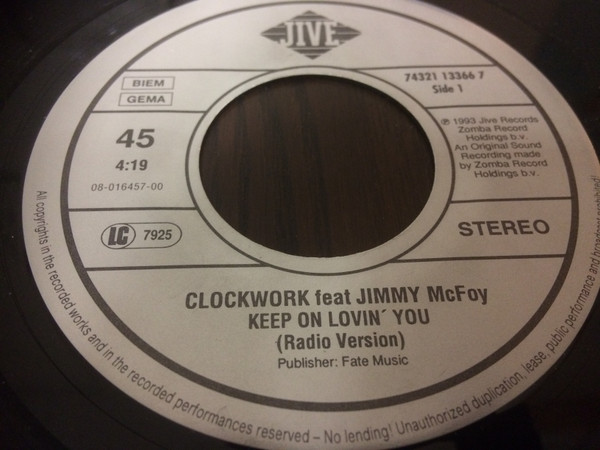 JIVE
BIEM
GEMA
74321 13366 7
Side 1
45
4:19
08-016457-00
℗ 1993 Jive Records
Zomba Record
Holdings b.v.
An Original Sound
Recording made
by Zomba Record
Holdings b.v.
LC 7925
STEREO
CLOCKWORK feat JIMMY McFoy
KEEP ON LOVIN´ YOU
(Radio Version)
Publisher: Fate Music
All copyrights in the recorded works and in the recorded performances reserved – No lending! Unauthorized duplication, lease, public performance and broadcast prohibited!